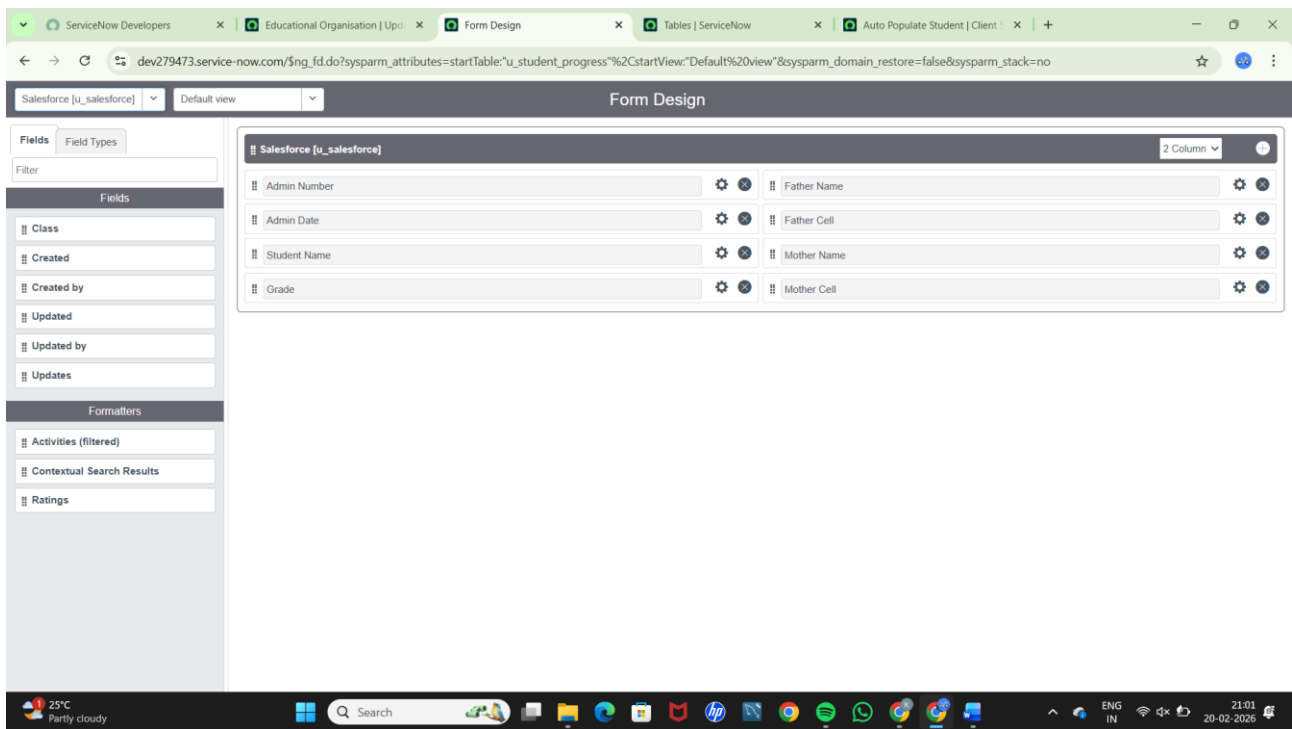 ServiceNow Developers
Educational Organisation | Upd
Form Design
Tables | ServiceNow
Auto Populate Student | Client S
dev279473.service-now.com/$ng_fd.do?sysparm_attributes=startTable:"u_student_progress"%2CstartView:"Default%20view"&sysparm_domain_restore=false&sysparm_stack=no
Salesforce [u_salesforce]
Default view
Form Design
Fields
Field Types
Filter
Fields
Class
Created
Created by
Updated
Updated by
Updates
Formatters
Activities (filtered)
Contextual Search Results
Ratings
Salesforce [u_salesforce]
2 Column
Admin Number
Father Name
Admin Date
Father Cell
Student Name
Mother Name
Grade
Mother Cell
1
25°C
Partly cloudy
Search
hp
ENG
IN
21:01
20-02-2026